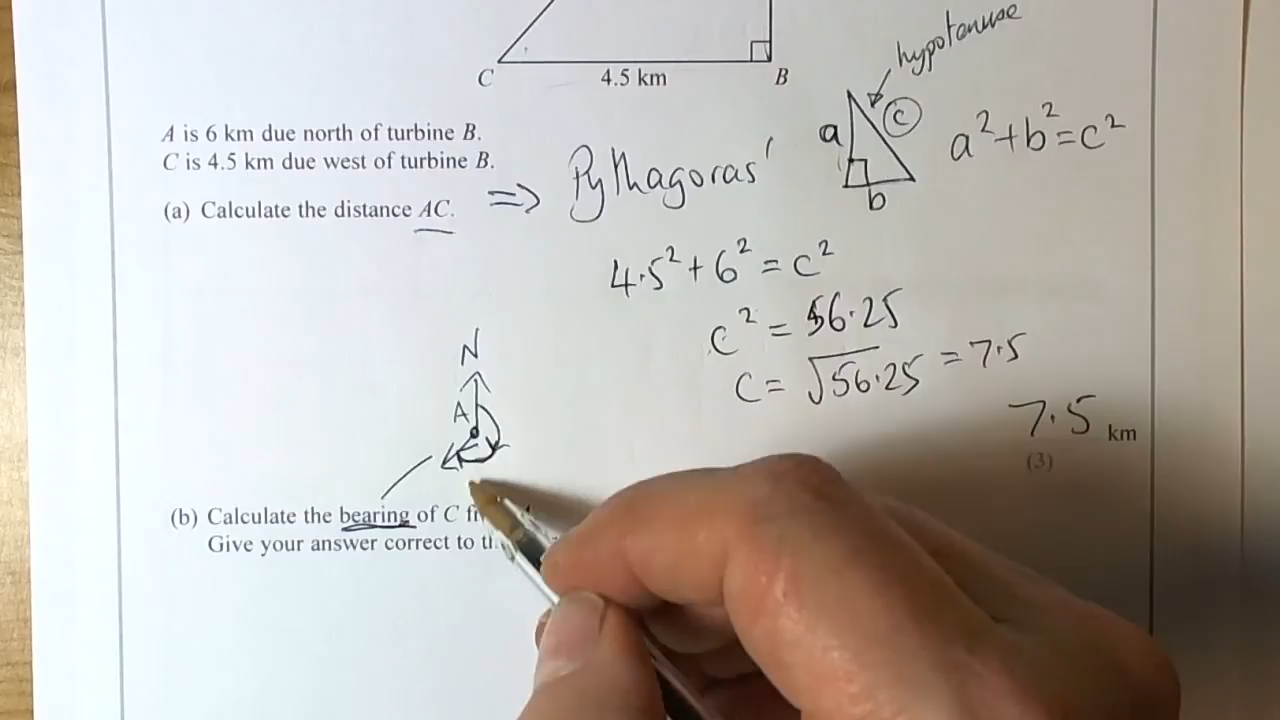 hypotenuse
C 4.5 km B
a c
b
a²+b²=c²
A is 6 km due north of turbine B.
C is 4.5 km due west of turbine B.
(a) Calculate the distance AC.
⇒ Pythagoras'
4.5²+6²=c²
c²=56.25
c=√56.25=7.5
7.5 km
(3)
N
A
(b) Calculate the bearing of C
Give your answer correct to